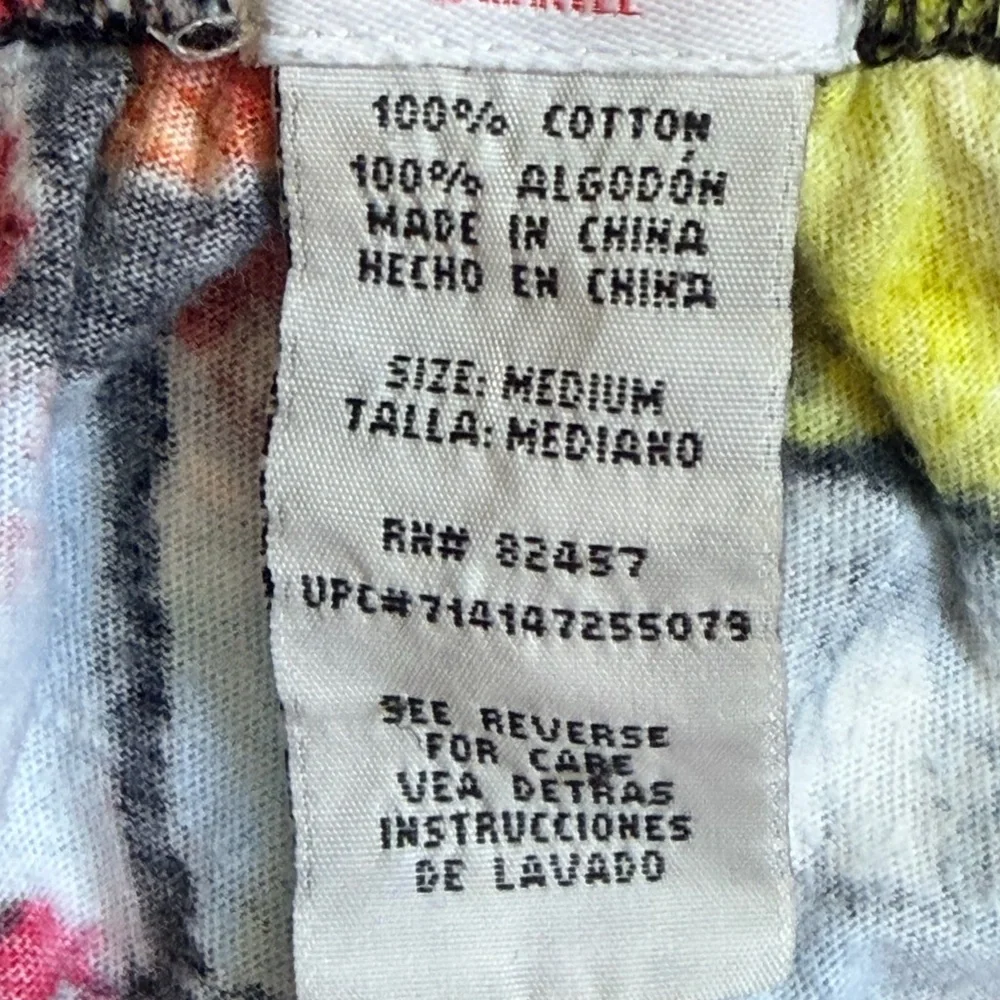 100% COTTON
100% ALGODÓN
MADE IN CHINA
HECHO EN CHINA
SIZE: MEDIUM
TALLA: MEDIANO
RN# 82457
UPC#714147255079
SEE REVERSE
FOR CARE
VEA DETRAS
INSTRUCCIONES
DE LAVADO